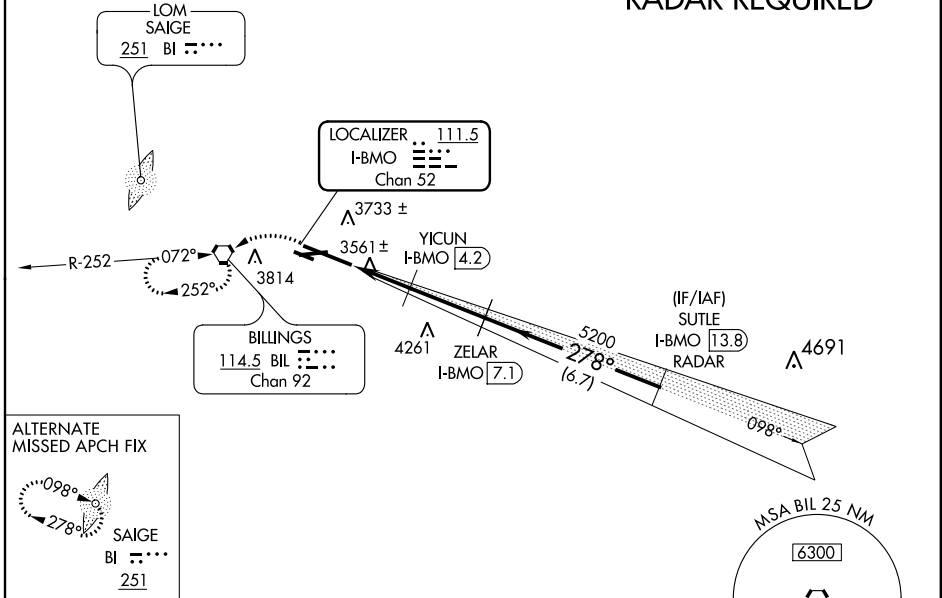 RADAR REQUIRED
LOM
SAIGE
251 BI
LOCALIZER 111.5
I-BMO
Chan 52
3733 ±
3561 ±
YICUN
I-BMO 4.2
R-252
072°
252°
3814
(IF/IAF)
SUTLE
I-BMO 13.8
RADAR
BILLINGS
114.5 BIL
Chan 92
4261
ZELAR
I-BMO 7.1
5200
278°
(6.7)
4691
098°
ALTERNATE
MISSED APCH FIX
098°
278°
SAIGE
BI
251
MSA BIL 25 NM
6300